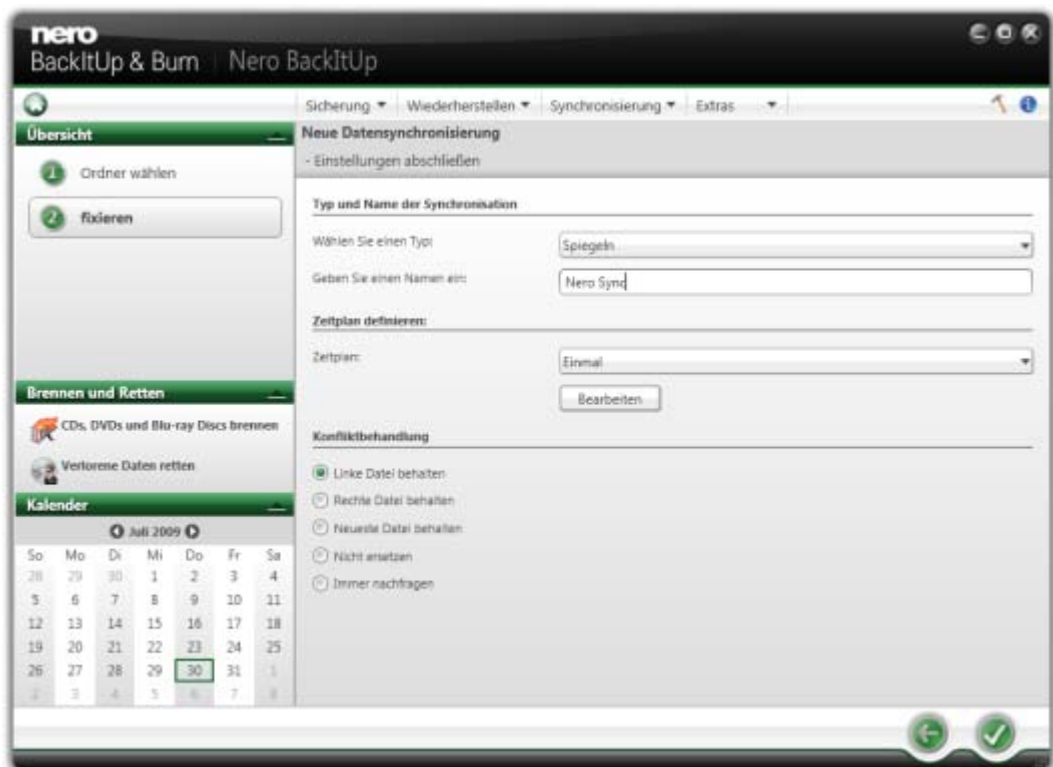 nero
BackItUp & Burn | Nero BackItUp
Sicherung Wiederherstellen Synchronisierung Extras
Übersicht
1 Ordner wählen
2 fixieren
Neue Datensynchronisierung
- Einstellungen abschließen
Typ und Name der Synchronisation
Wählen Sie einen Typ: Spiegeln
Geben Sie einen Namen ein: Nero Sync
Zeitplan definieren:
Zeitplan: Einmal
Bearbeiten
Konfliktbehandlung
Linke Datei behalten
Rechte Datei behalten
Neueste Datei behalten
Nicht ersetzen
Immer nachfragen
Brennen und Retten
CDs, DVDs und Blu-ray Discs brennen
Verlorene Daten retten
Kalender
Juli 2009
So Mo Di Mi Do Fr Sa
28 29 30 1 2 3 4
5 6 7 8 9 10 11
12 13 14 15 16 17 18
19 20 21 22 23 24 25
26 27 28 29 30 31 1
2 3 4 5 6 7 8